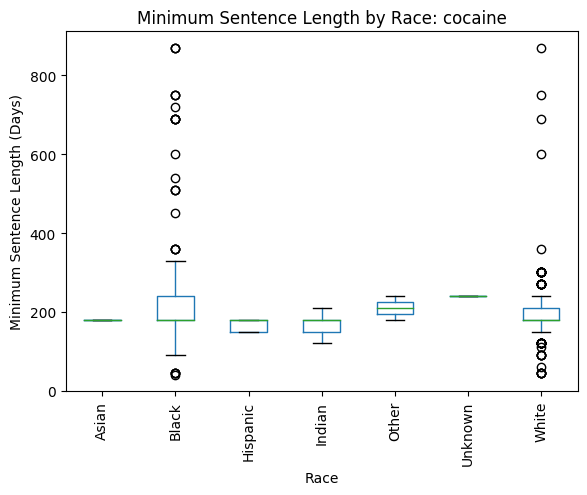 Minimum Sentence Length by Race: cocaine
Minimum Sentence Length (Days)
800
600
400
200
0
Asian
Black
Hispanic
Indian
Other
Unknown
White
Race